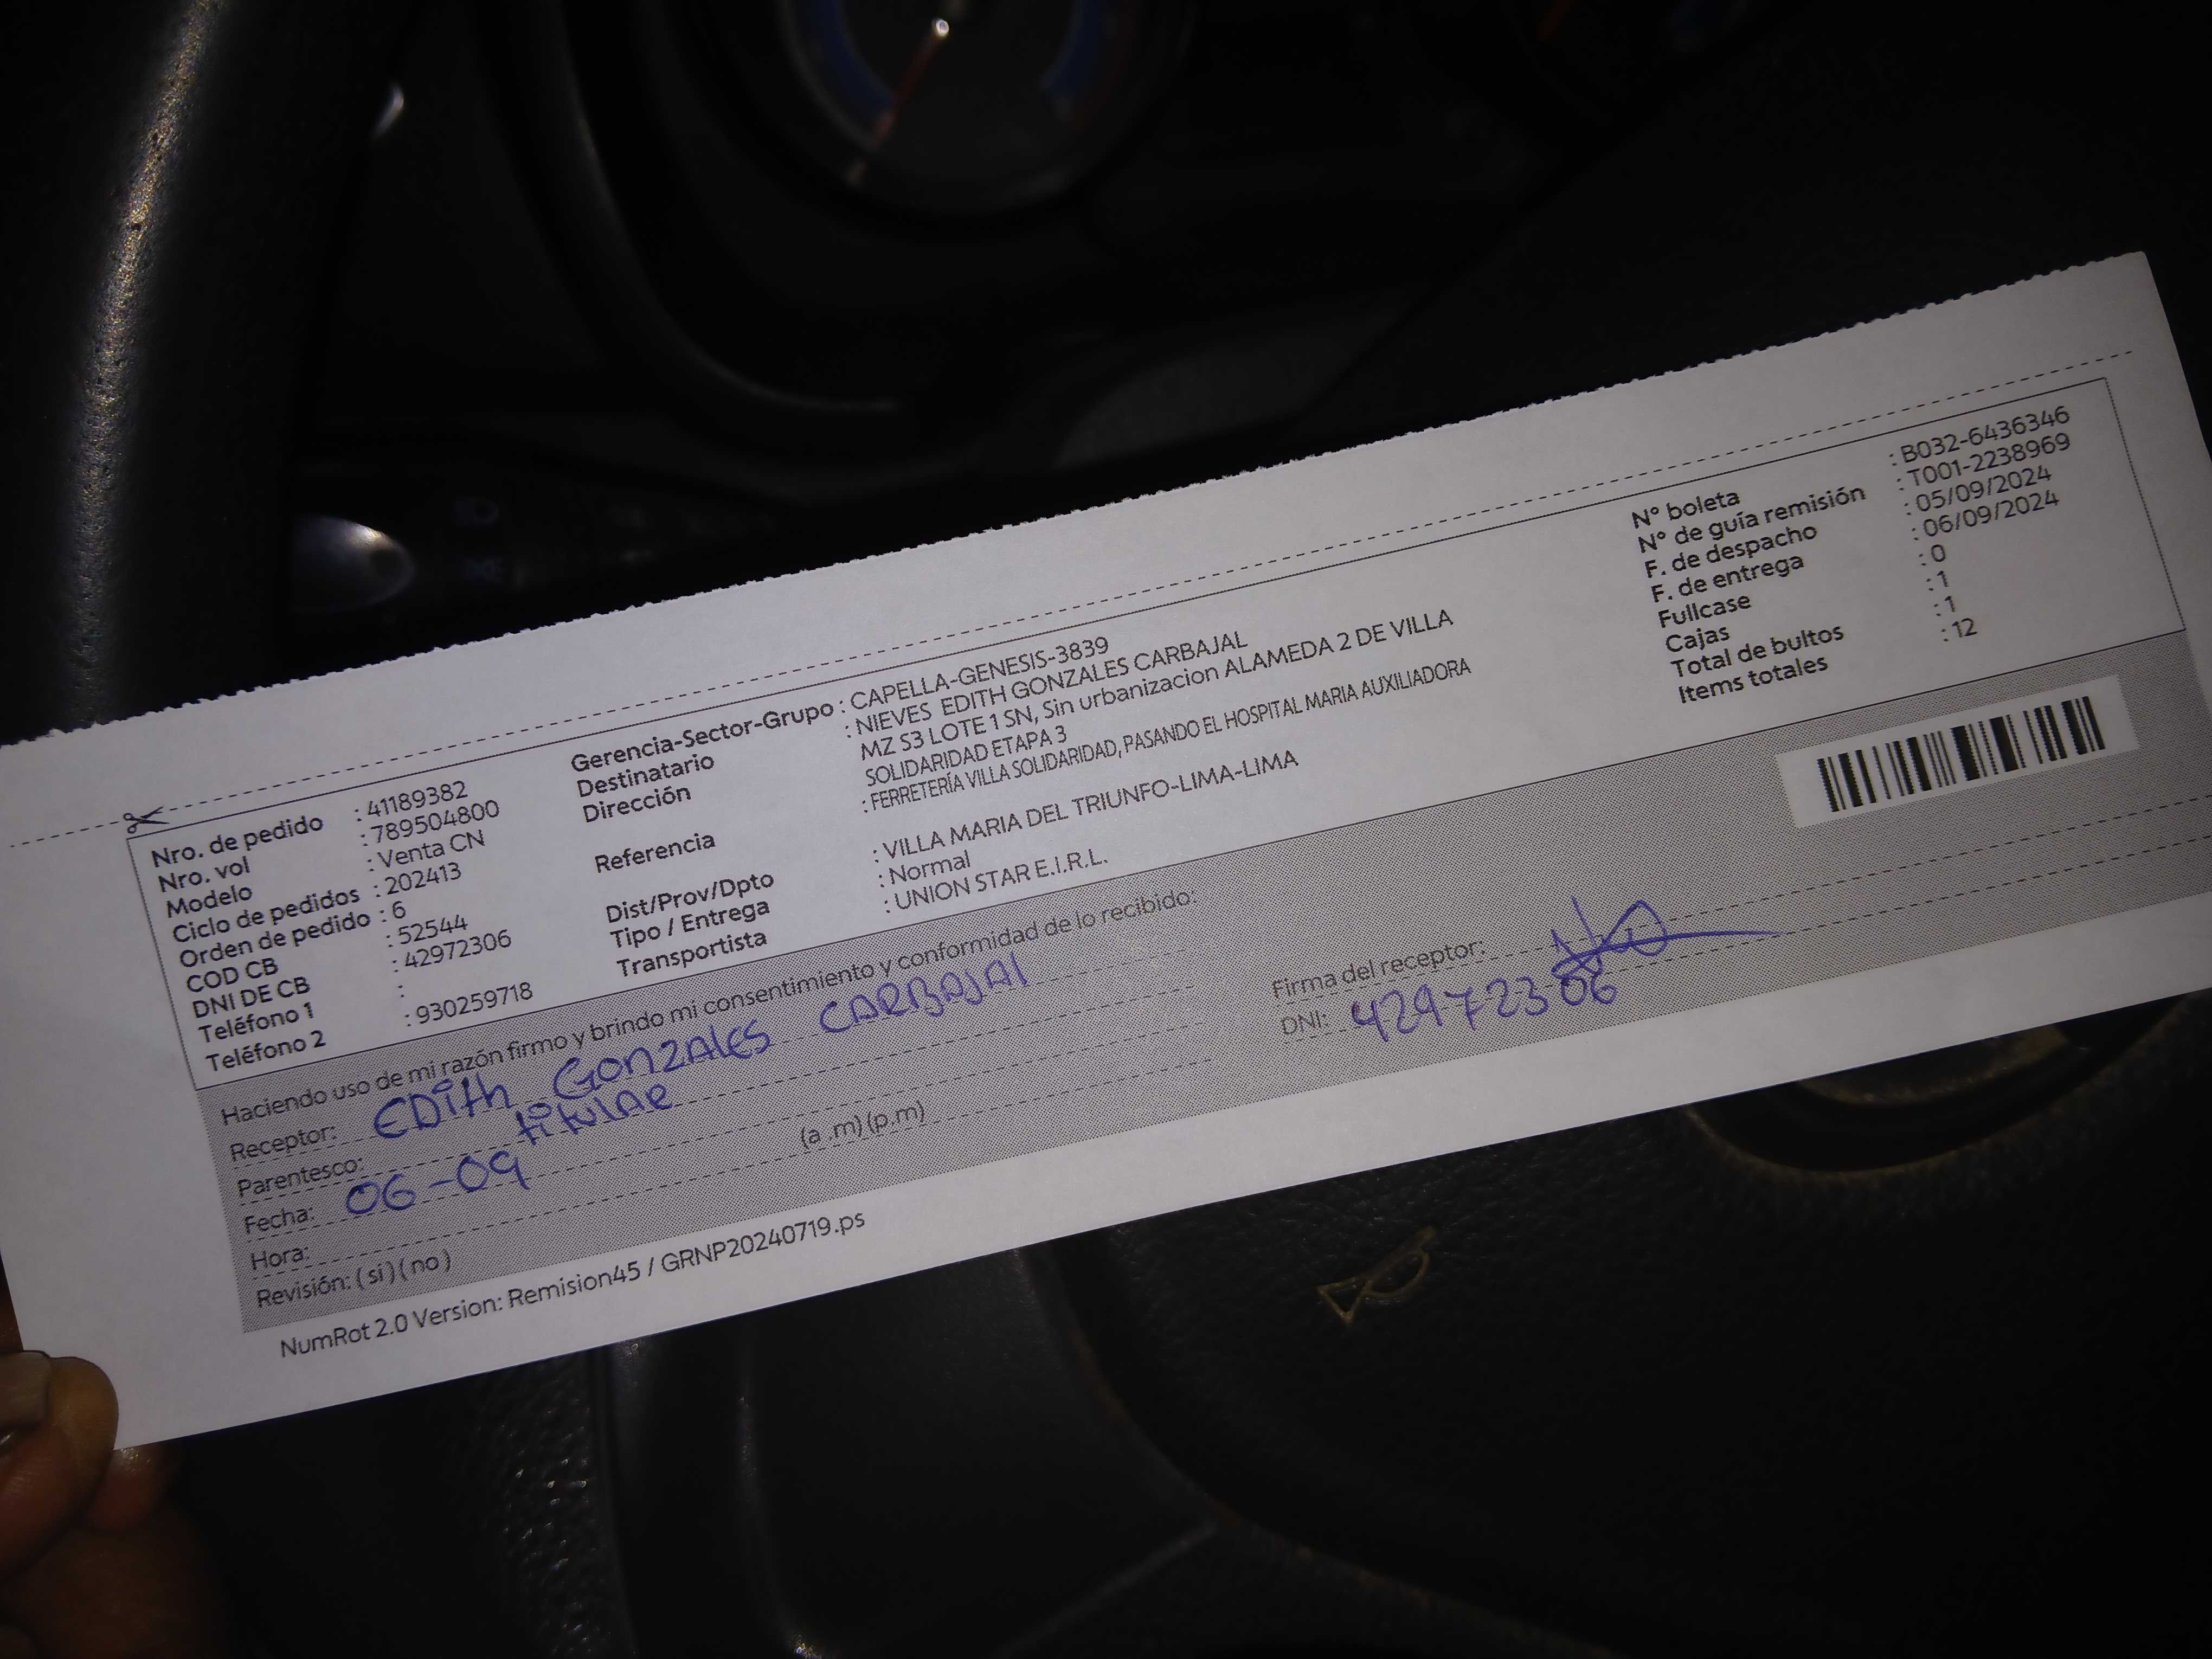 Nro. de pedido : 41189382
Nro. vol : 789504800
Modelo : Venta CN
Ciclo de pedidos : 202413
Orden de pedido : 6
COD CB : 52544
DNI DE CB : 42972306
Teléfono 1 :
Teléfono 2 : 930259718
Gerencia-Sector-Grupo : CAPELLA-GENESIS-3839
Destinatario : NIEVES EDITH GONZALES CARBAJAL
Dirección MZ S3 LOTE 1 SN, Sin urbanizacion ALAMEDA 2 DE VILLA
SOLIDARIDAD ETAPA 3
Referencia : FERRETERÍA VILLA SOLIDARIDAD, PASANDO EL HOSPITAL MARIA AUXILIADORA
Dist/Prov/Dpto : VILLA MARIA DEL TRIUNFO-LIMA-LIMA
Tipo / Entrega : Normal
Transportista : UNION STAR E.I.R.L.
N° boleta : B032-6436346
N° de guía remisión : T001-2238969
F. de despacho : 05/09/2024
F. de entrega : 06/09/2024
Fullcase : 0
Cajas : 1
Total de bultos : 1
Items totales : 12
Haciendo uso de mi razón firmo y brindo mi consentimiento y conformidad de lo recibido:
Receptor: EDith GONZAlES CARBAJAl
Parentesco: titulAR
Fecha: 06-09
Hora: (a .m) (p.m)
Revisión: ( si ) ( no )
Firma del receptor:
DNI: 42972306
NumRot 2.0 Version: Remision45 / GRNP20240719.ps